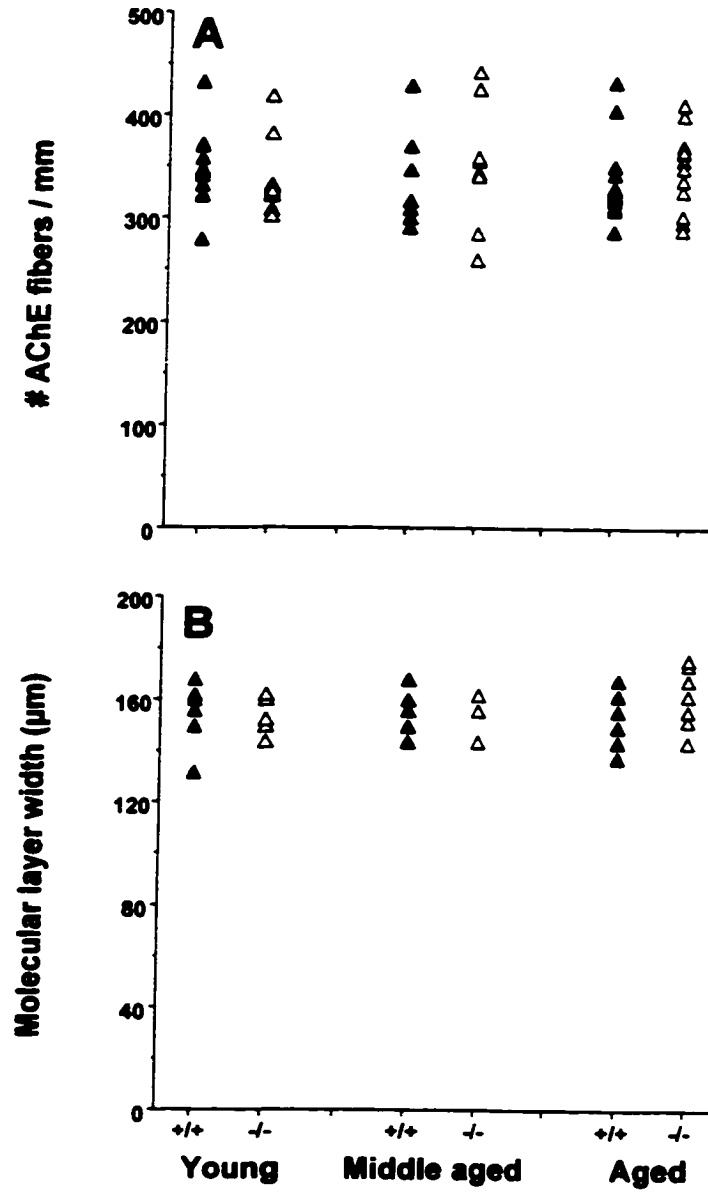 A
# AChE fibers / mm
500
400
300
200
100
0
B
Molecular layer width (µm)
200
160
120
80
40
0
+/+ -/- +/+ -/- +/+ -/-
Young Middle aged Aged